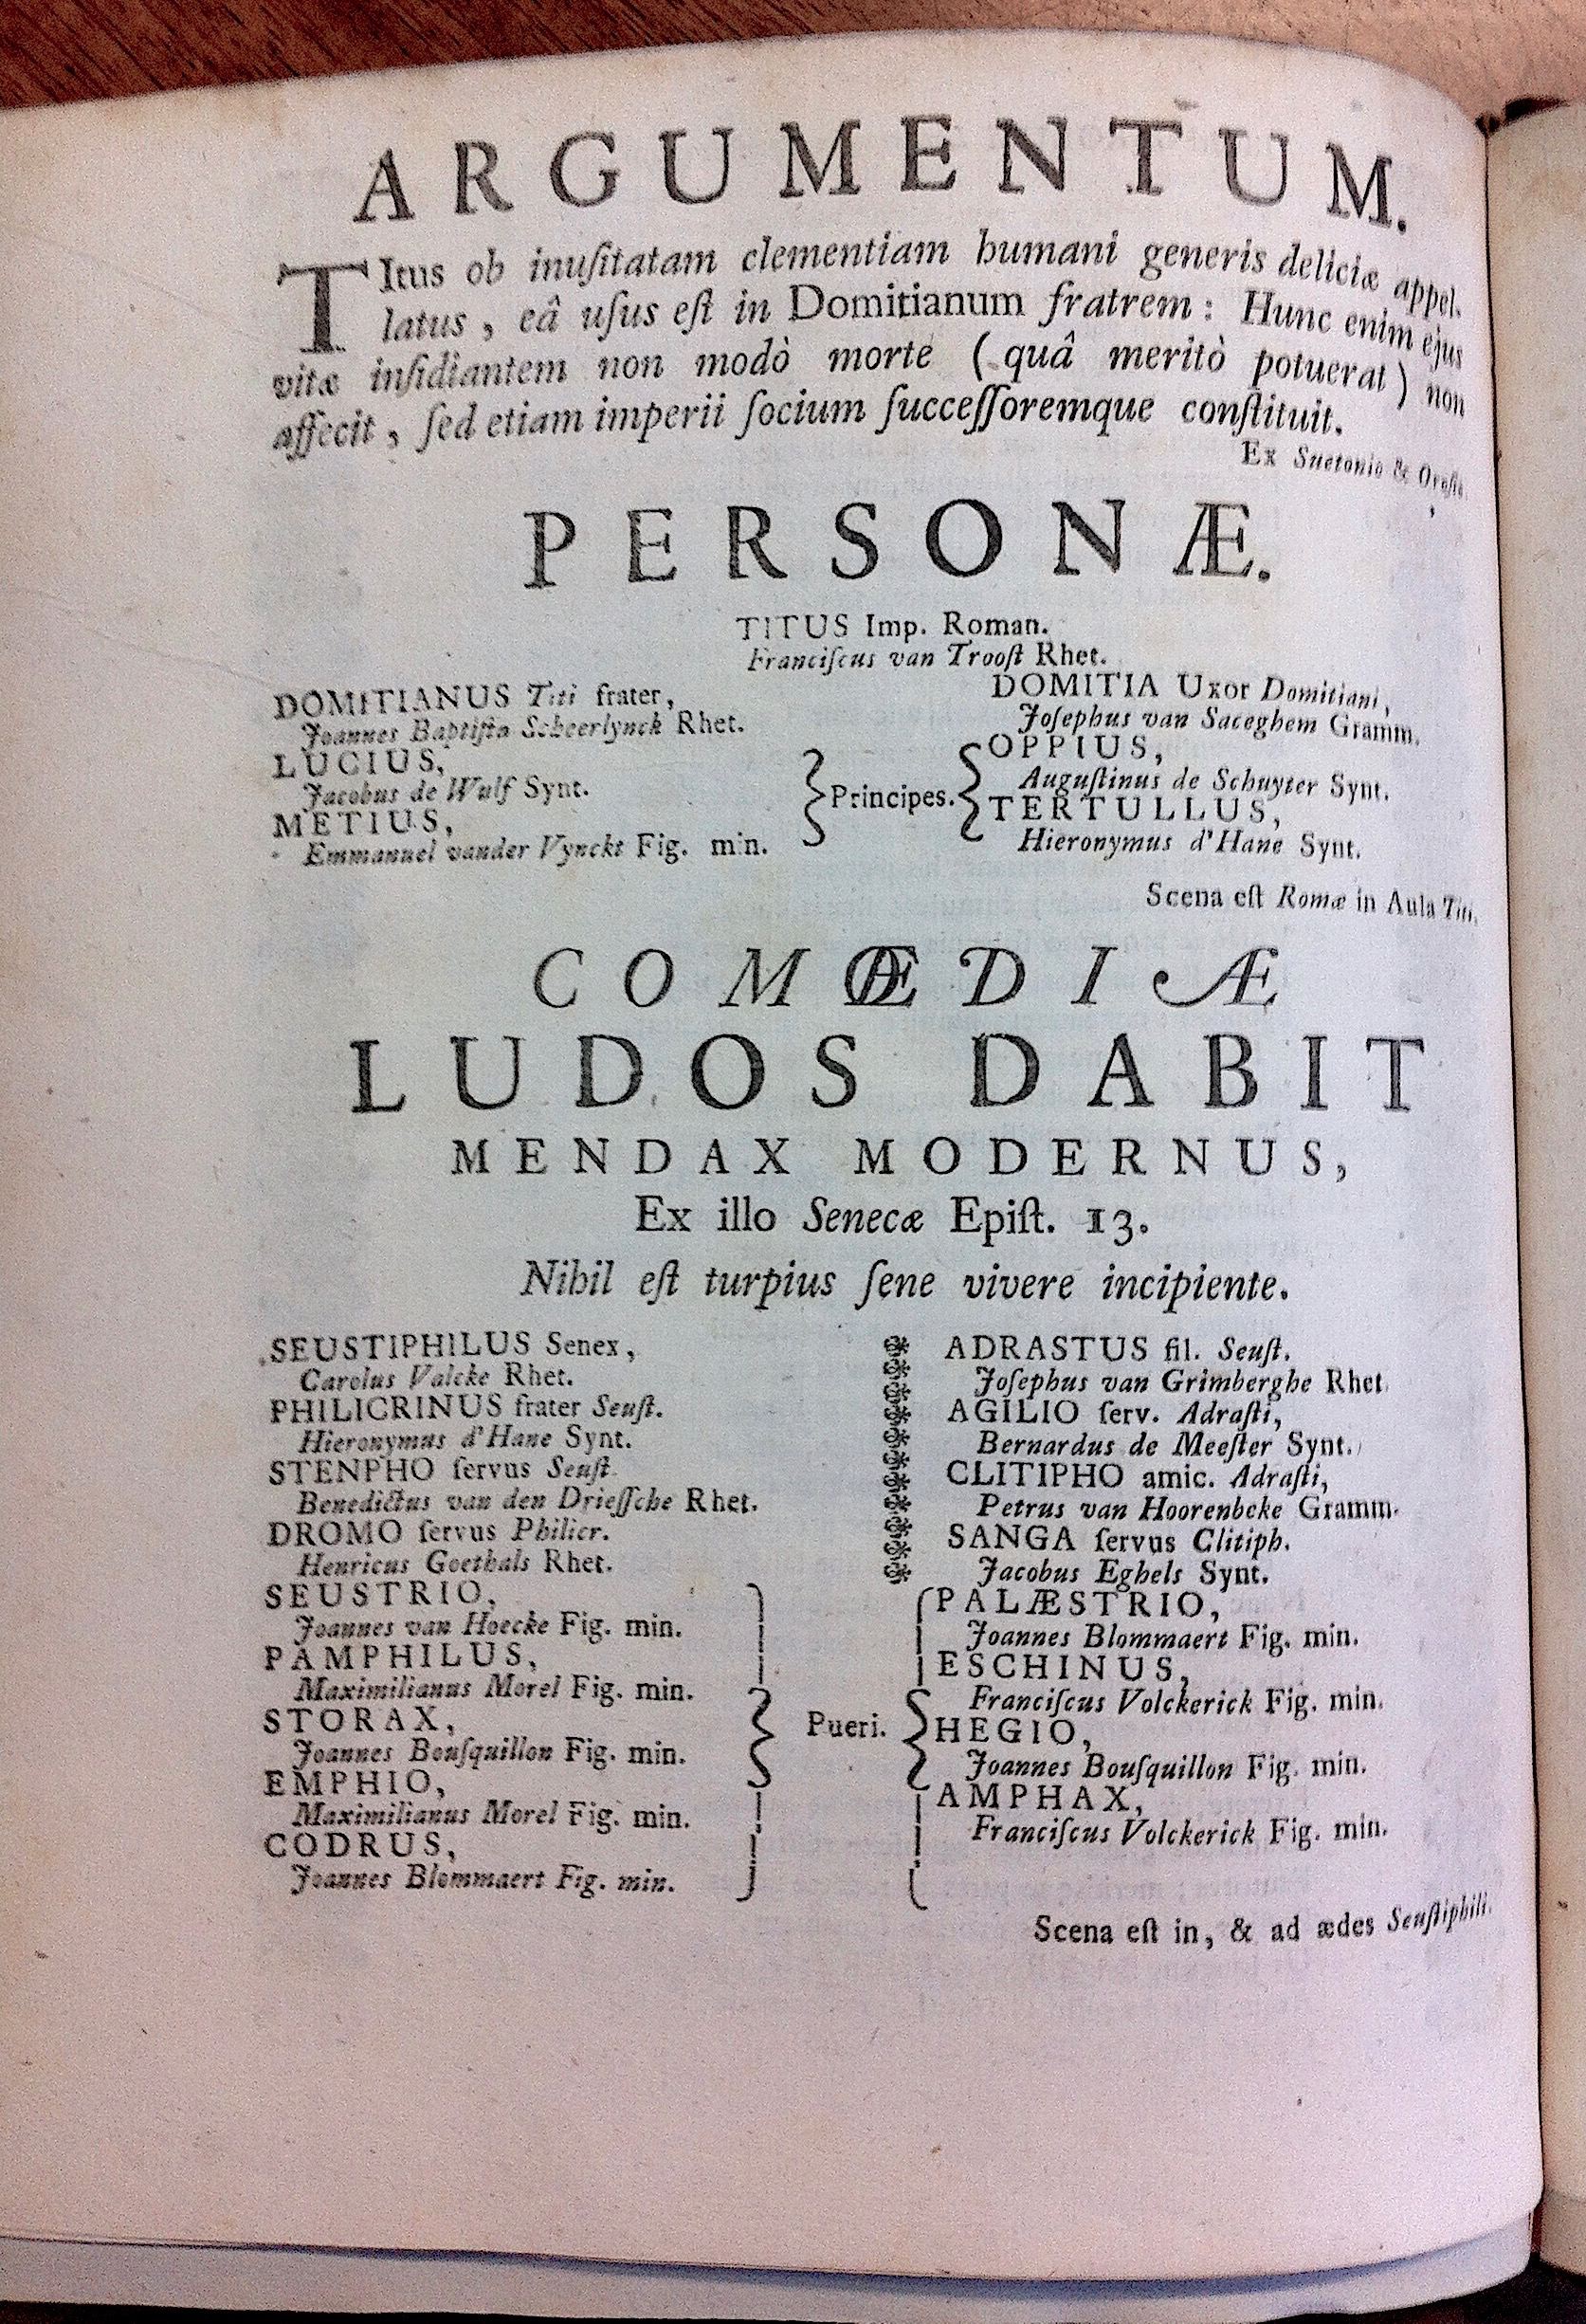 ARGUMENTUM.
TItus ob inuſitatam clementiam humani generis deliciæ appel-
latus, eâ uſus eſt in Domitianum fratrem: Hunc enim ejus
vitæ inſidiantem non modò morte (quâ meritò potuerat) non
affecit, ſed etiam imperii ſocium ſucceſſoremque conſtituit.
Ex Suetonio & Oroſio.
PERSONÆ.
TITUS Imp. Roman.
Franciſcus van Trooſt Rhet.
DOMITIANUS Titi frater,
Joannes Baptiſta Scheerlynck Rhet.
LUCIUS,
Jacobus de Wulf Synt.
METIUS,
Emmanuel vander Vynckt Fig. min.
Principes.
DOMITIA Uxor Domitiani,
Joſephus van Saceghem Gramm.
OPPIUS,
Auguſtinus de Schuyter Synt.
TERTULLUS,
Hieronymus d'Hane Synt.
Scena eſt Romæ in Aula Titi.
COMŒDIÆ
LUDOS DABIT
MENDAX MODERNUS,
Ex illo Senecæ Epiſt. 13.
Nihil eſt turpius ſene vivere incipiente.
SEUSTIPHILUS Senex,
Carolus Valcke Rhet.
PHILICRINUS frater Seuſt.
Hieronymus d'Hane Synt.
STENPHO ſervus Seuſt.
Benedictus van den Drieſſche Rhet.
DROMO ſervus Philicr.
Henricus Goethals Rhet.
ADRASTUS fil. Seuſt.
Joſephus van Grimberghe Rhet.
AGILIO ſerv. Adraſti,
Bernardus de Meeſter Synt.
CLITIPHO amic. Adraſti,
Petrus van Hoorenbeke Gramm.
SANGA ſervus Clitiph.
Jacobus Eghels Synt.
SEUSTRIO,
Joannes van Hoecke Fig. min.
PAMPHILUS,
Maximilianus Morel Fig. min.
STORAX,
Joannes Bouſquillon Fig. min.
EMPHIO,
Maximilianus Morel Fig. min.
CODRUS,
Joannes Blommaert Fig. min.
Pueri.
PALÆSTRIO,
Joannes Blommaert Fig. min.
ESCHINUS,
Franciſcus Volckerick Fig. min.
HEGIO,
Joannes Bouſquillon Fig. min.
AMPHAX,
Franciſcus Volckerick Fig. min.
Scena eſt in, & ad ædes Seuſtiphili.